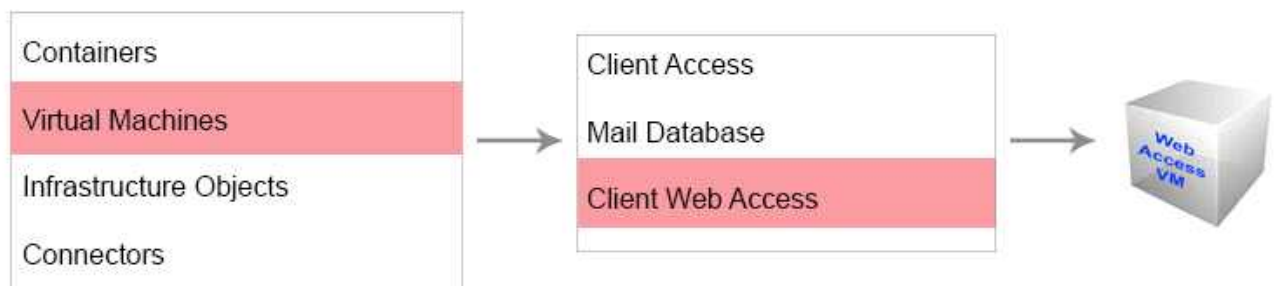 Containers
Virtual Machines
Infrastructure Objects
Connectors
Client Access
Mail Database
Client Web Access
Web
Access
VM